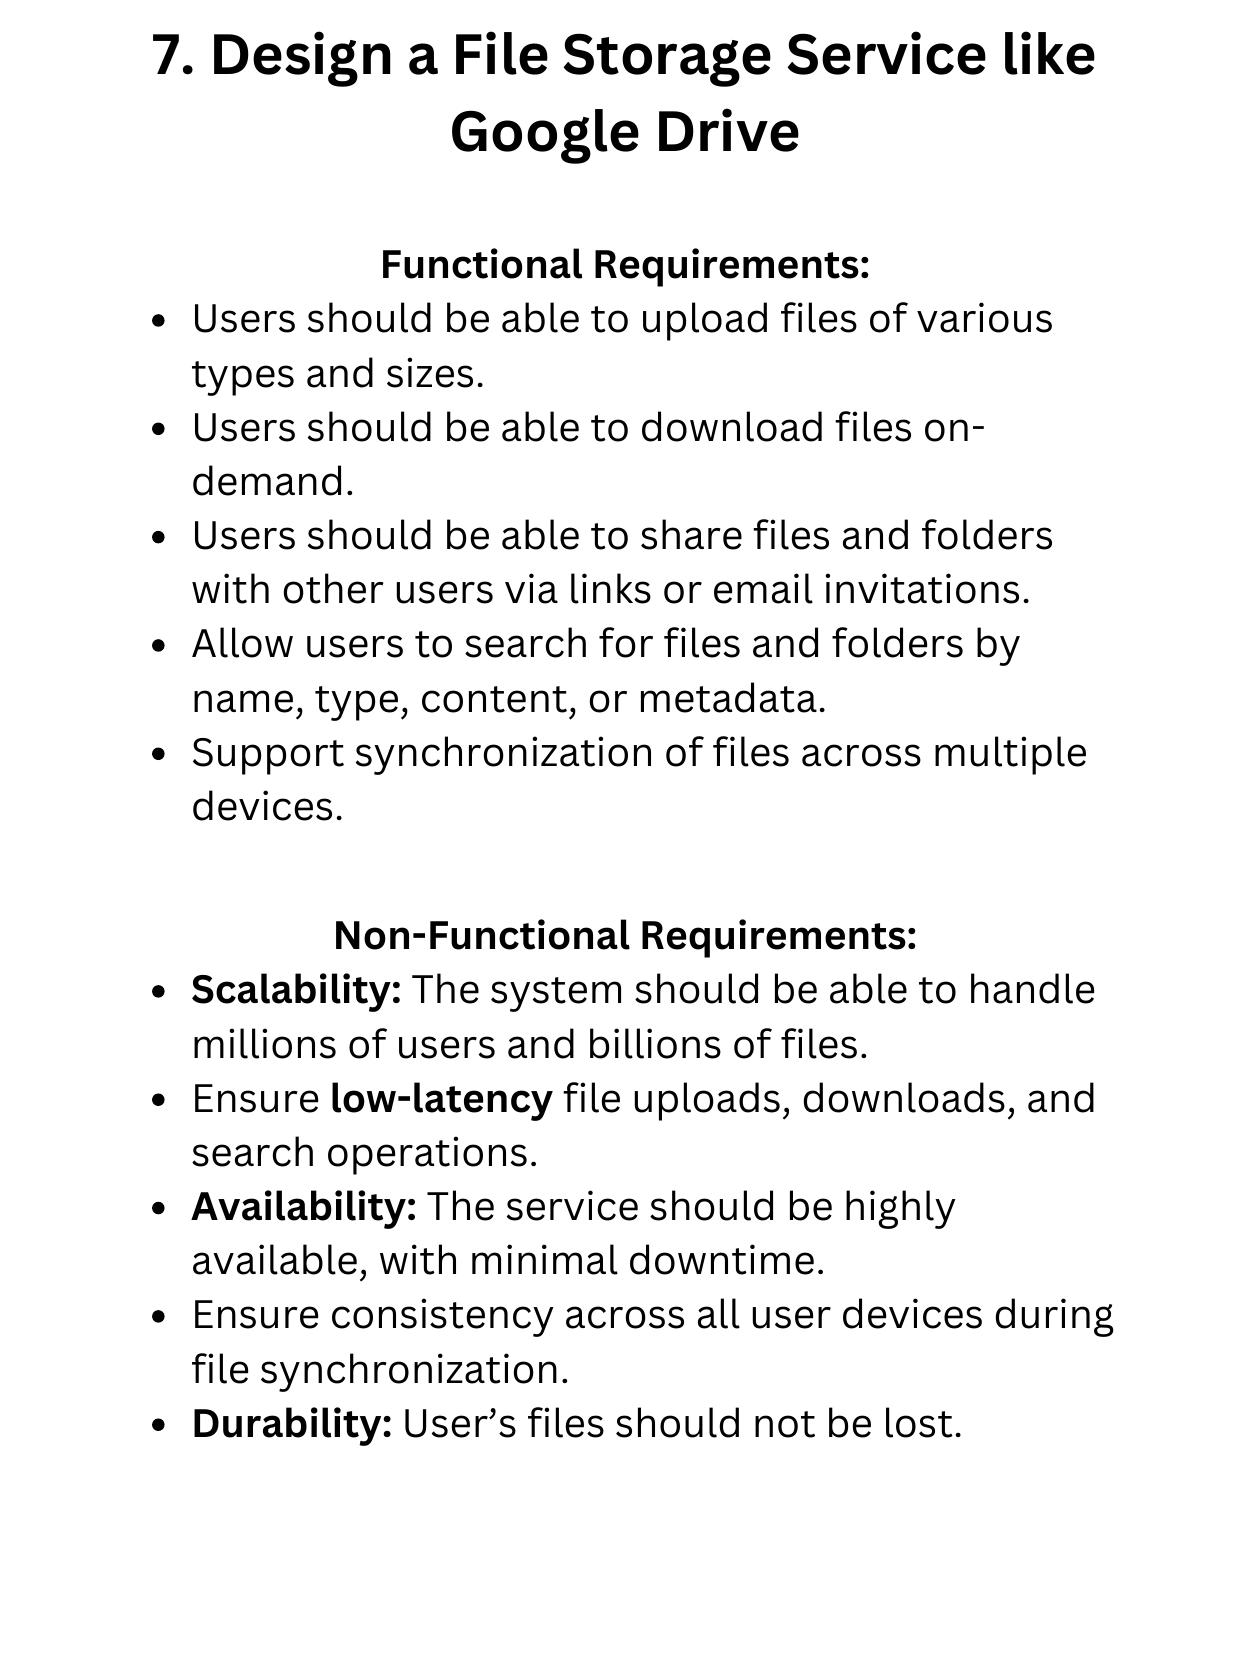 7. Design a File Storage Service like
Google Drive
Functional Requirements:
• Users should be able to upload files of various
types and sizes.
• Users should be able to download files on-
demand.
• Users should be able to share files and folders
with other users via links or email invitations.
• Allow users to search for files and folders by
name, type, content, or metadata.
• Support synchronization of files across multiple
devices.
Non-Functional Requirements:
• Scalability: The system should be able to handle
millions of users and billions of files.
• Ensure low-latency file uploads, downloads, and
search operations.
• Availability: The service should be highly
available, with minimal downtime.
• Ensure consistency across all user devices during
file synchronization.
• Durability: User’s files should not be lost.